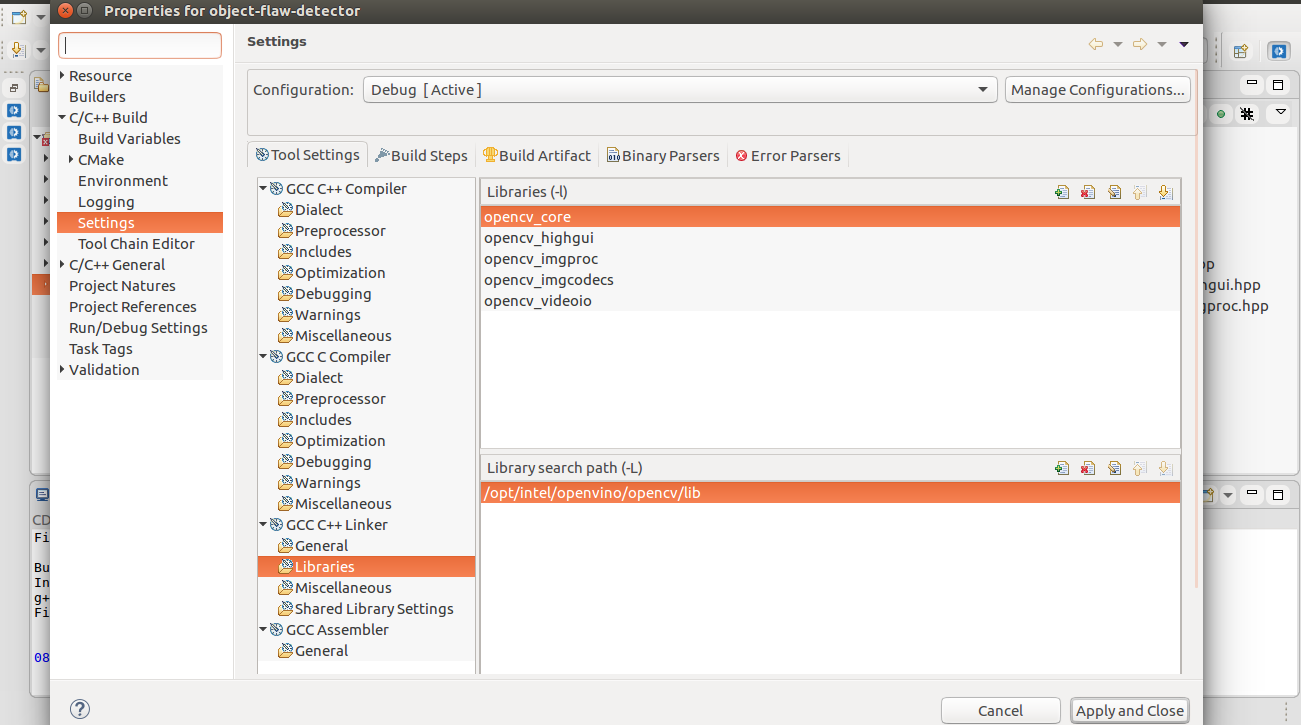 Properties for object-flaw-detector
Resource
Builders
C/C++ Build
Build Variables
CMake
Environment
Logging
Settings
Tool Chain Editor
C/C++ General
Project Natures
Project References
Run/Debug Settings
Task Tags
Validation
Settings
Configuration: Debug [Active] Manage Configurations...
Tool Settings Build Steps Build Artifact Binary Parsers Error Parsers
GCC C++ Compiler
Dialect
Preprocessor
Includes
Optimization
Debugging
Warnings
Miscellaneous
GCC C Compiler
Dialect
Preprocessor
Includes
Optimization
Debugging
Warnings
Miscellaneous
GCC C++ Linker
General
Libraries
Miscellaneous
Shared Library Settings
GCC Assembler
General
Libraries (-l)
opencv_core
opencv_highgui
opencv_imgproc
opencv_imgcodecs
opencv_videoio
Library search path (-L)
/opt/intel/openvino/opencv/lib
Cancel Apply and Close
pp
ngui.hpp
gproc.hpp
CD
Fi
Bu
In
g+
Fi
08